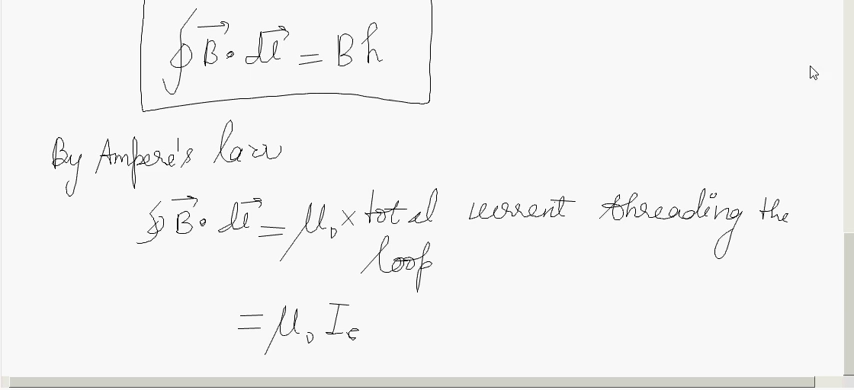 ∮B⃗·dl⃗ = Bh
By Ampere's law
∮B⃗·dl⃗ = μ₀ × total current threading the
loop
= μ₀ Iₑ